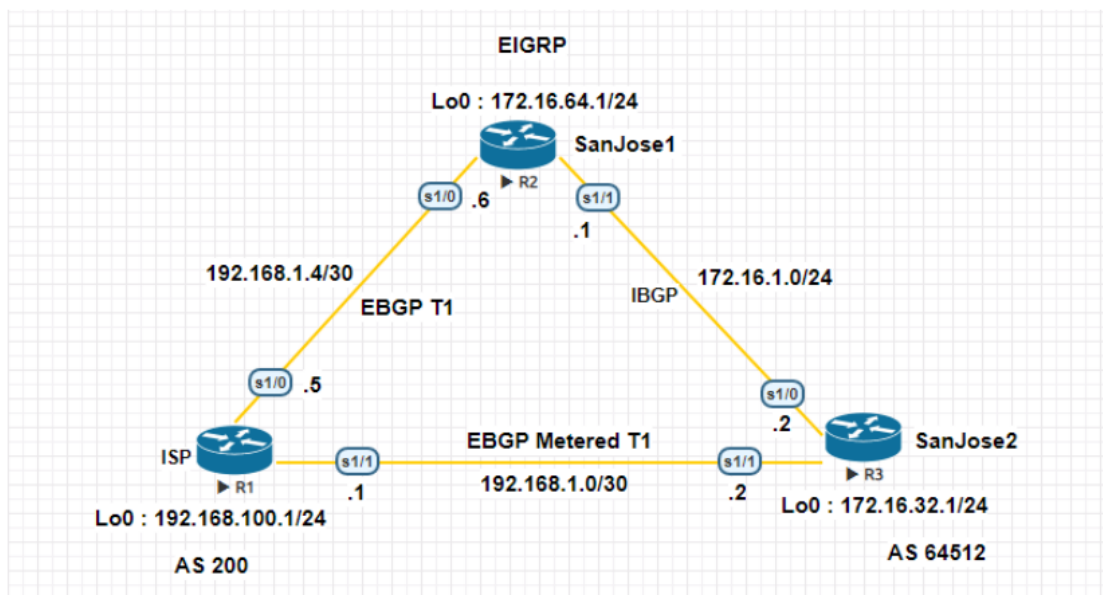 EIGRP
Lo0 : 172.16.64.1/24
SanJose1
R2
s1/0
.6
s1/1
.1
192.168.1.4/30
172.16.1.0/24
IBGP
EBGP T1
s1/0
.5
s1/0
.2
EBGP Metered T1
SanJose2
ISP
s1/1
s1/1
R3
R1
.1
192.168.1.0/30
.2
Lo0 : 172.16.32.1/24
Lo0 : 192.168.100.1/24
AS 64512
AS 200